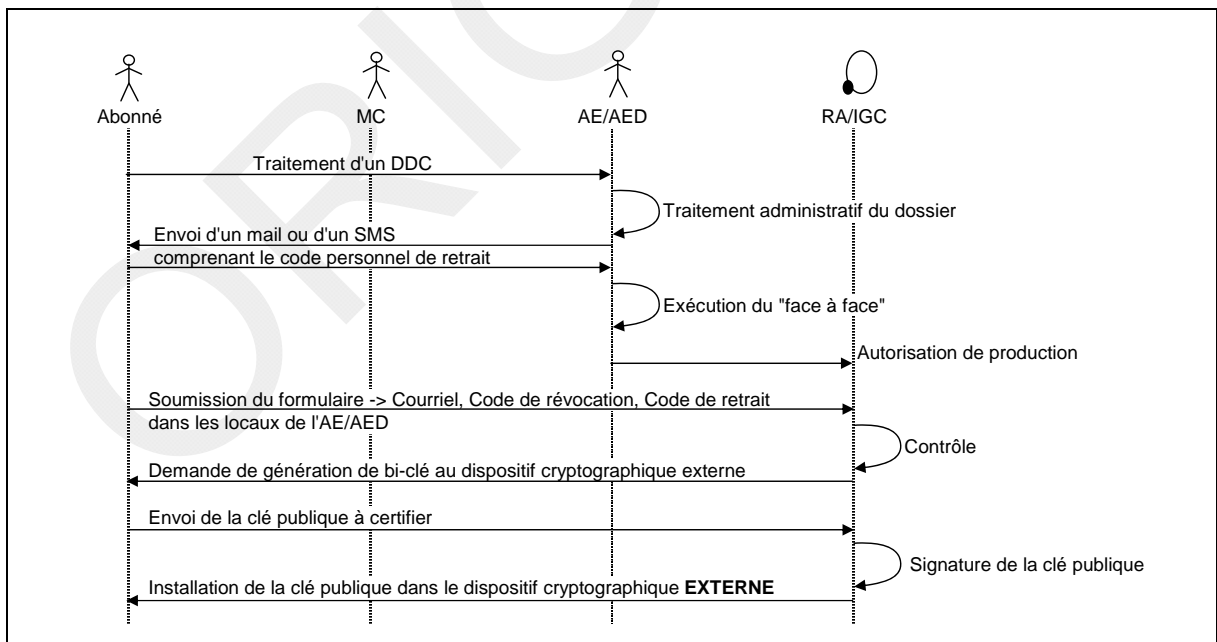 Abonné
MC
AE/AED
RA/IGC
Traitement d'un DDC
Traitement administratif du dossier
Envoi d'un mail ou d'un SMS
comprenant le code personnel de retrait
Exécution du "face à face"
Autorisation de production
Soumission du formulaire -> Courriel, Code de révocation, Code de retrait
dans les locaux de l'AE/AED
Contrôle
Demande de génération de bi-clé au dispositif cryptographique externe
Envoi de la clé publique à certifier
Signature de la clé publique
Installation de la clé publique dans le dispositif cryptographique EXTERNE
ORIG